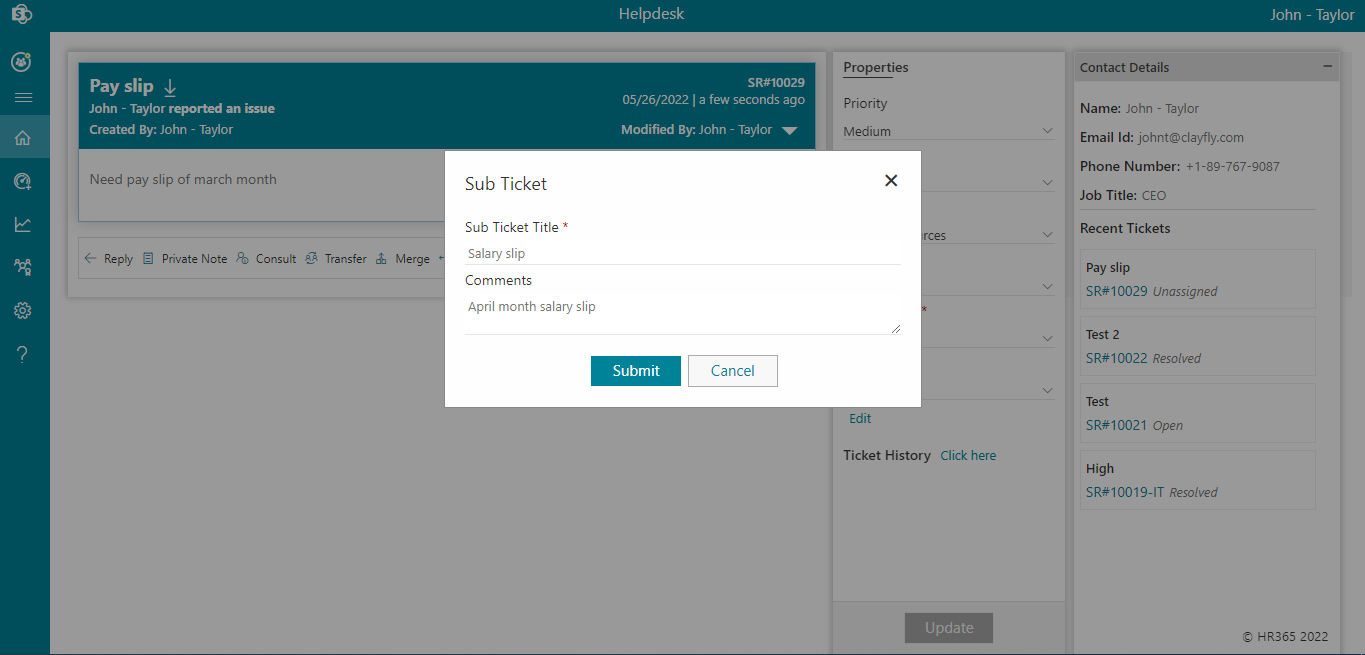 Helpdesk
John - Taylor
Pay slip
SR#10029
John - Taylor reported an issue
05/26/2022 | a few seconds ago
Created By: John - Taylor
Modified By: John - Taylor
Need pay slip of march month
Reply
Private Note
Consult
Transfer
Merge
Sub Ticket
Sub Ticket Title *
Salary slip
Comments
April month salary slip
Submit
Cancel
Properties
Priority
Medium
rces
*
Edit
Ticket History Click here
Update
Contact Details
Name: John - Taylor
Email Id: johnt@clayfly.com
Phone Number: +1-89-767-9087
Job Title: CEO
Recent Tickets
Pay slip
SR#10029 Unassigned
Test 2
SR#10022 Resolved
Test
SR#10021 Open
High
SR#10019-IT Resolved
© HR365 2022